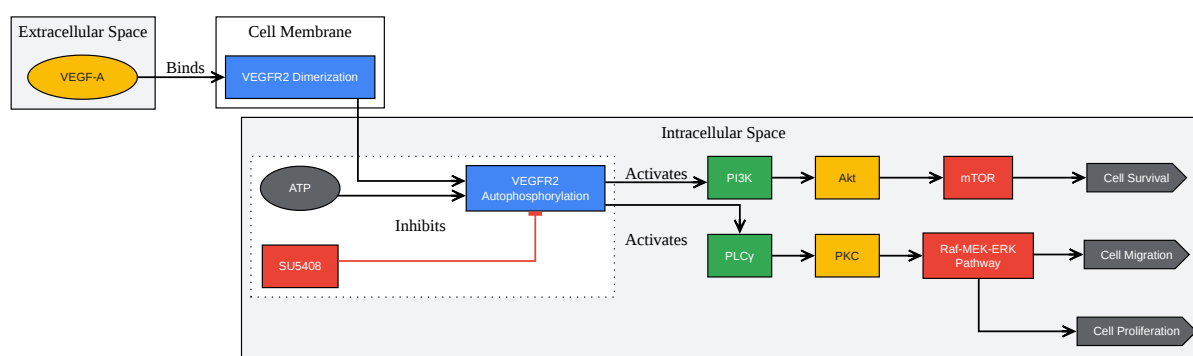 Extracellular Space
VEGF-A
Binds
Cell Membrane
VEGFR2 Dimerization
Intracellular Space
ATP
VEGFR2
Autophosphorylation
Inhibits
SU5408
Activates
PI3K
Akt
mTOR
Cell Survival
Activates
PLCγ
PKC
Raf-MEK-ERK
Pathway
Cell Migration
Cell Proliferation